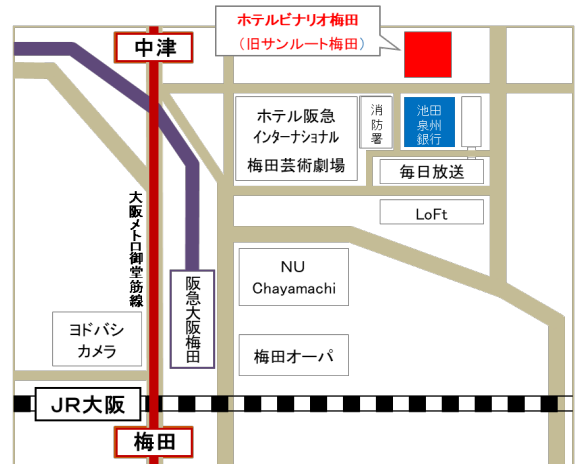 ホテルビナリオ梅田
（旧サンルート梅田）
中津
ホテル阪急
インターナショナル
梅田芸術劇場
消防署
池田
泉州
銀行
毎日放送
LoFt
大阪メトロ御堂筋線
阪急大阪梅田
NU
Chayamachi
ヨドバシ
カメラ
梅田オーパ
JR大阪
梅田